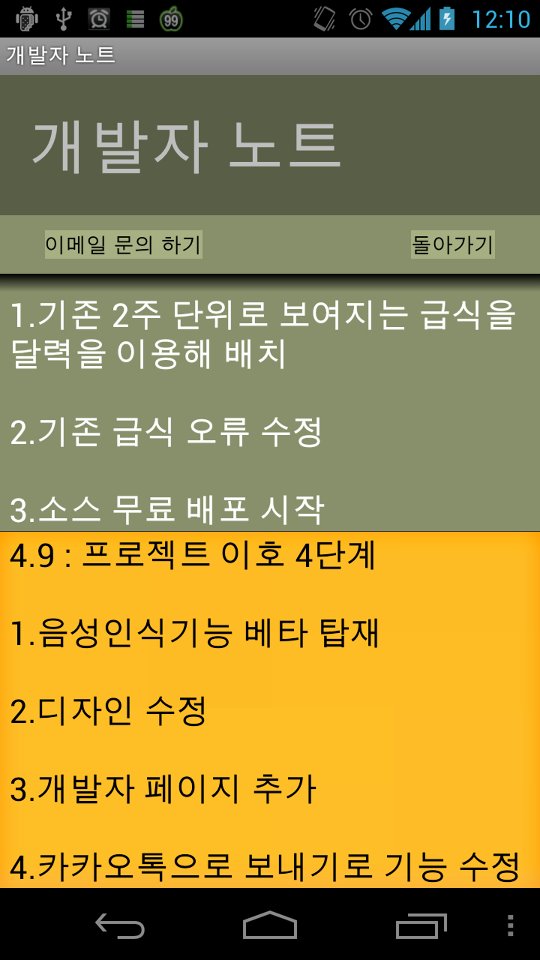 99
12:10
개발자 노트
개발자 노트
이메일 문의 하기
돌아가기
1.기존 2주 단위로 보여지는 급식을
달력을 이용해 배치
2.기존 급식 오류 수정
3.소스 무료 배포 시작
4.9 : 프로젝트 이호 4단계
1.음성인식기능 베타 탑재
2.디자인 수정
3.개발자 페이지 추가
4.카카오톡으로 보내기로 기능 수정